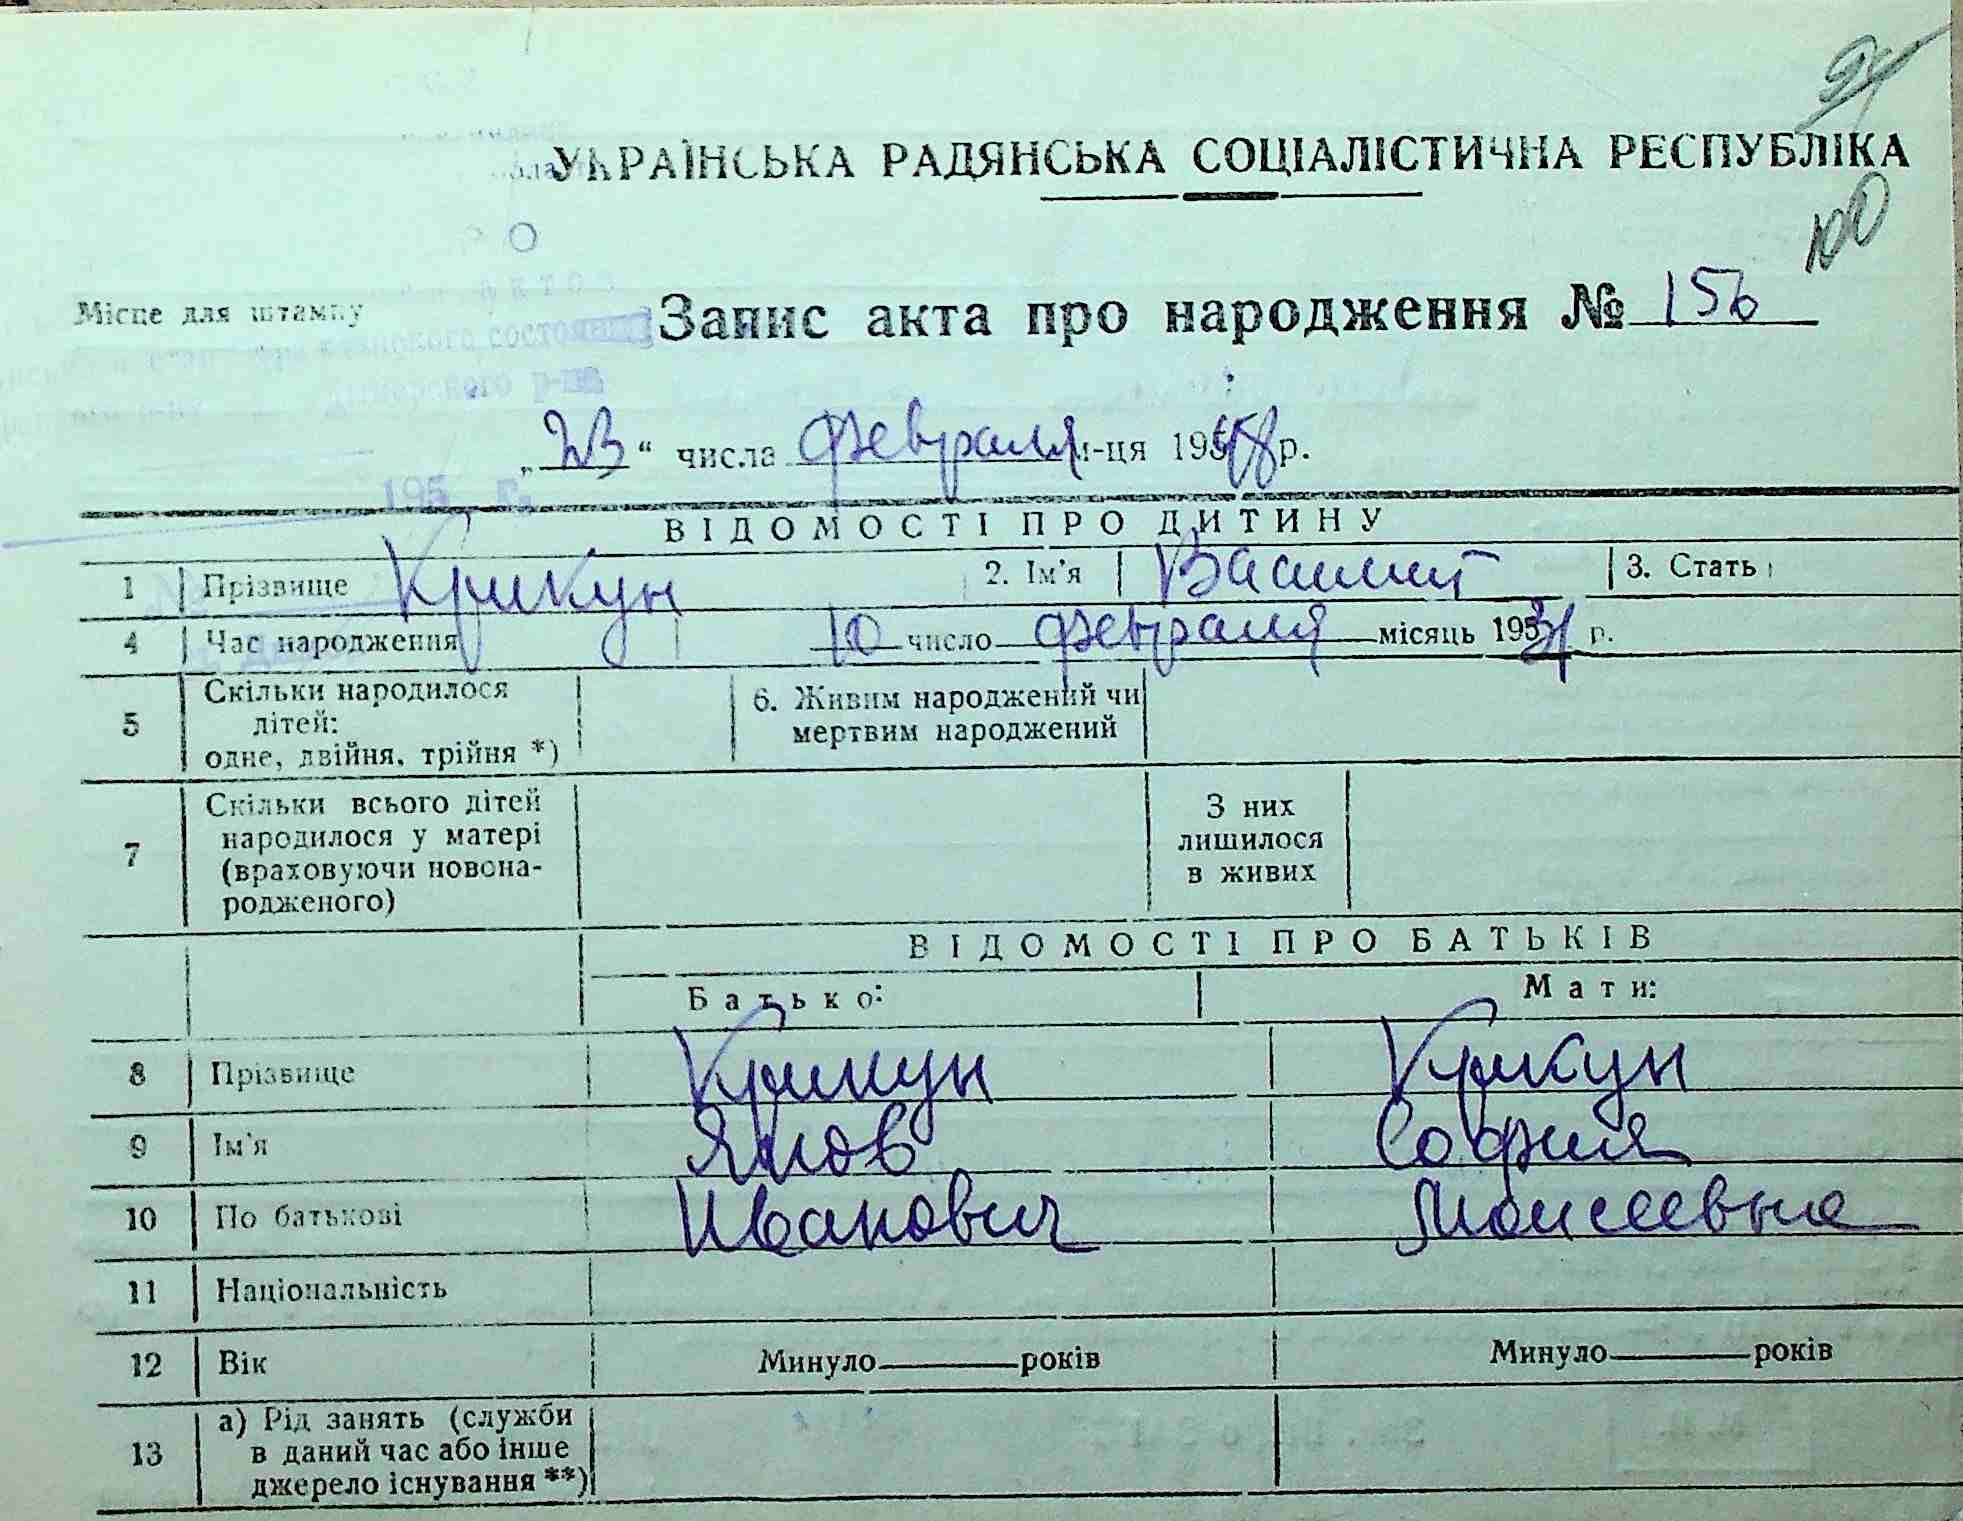 УКРАЇНСЬКА РАДЯНСЬКА СОЦІАЛІСТИЧНА РЕСПУБЛІКА
100
О
Місце для штампу
Запис акта про народження № 156
р-на
„23“ числа февраля м-ця 1948 р.
195 г.
ВІДОМОСТІ ПРО ДИТИНУ
1 Прізвище Крикун 2. Ім'я Василий 3. Стать
4 Час народження 10 число февраля місяць 1931 р.
5 Скільки народилося дітей: одне, двійня, трійня *) 6. Живим народжений чи мертвим народжений
7 Скільки всього дітей народилося у матері (враховуючи новонародженого) З них лишилося в живих
ВІДОМОСТІ ПРО БАТЬКІВ
Батько: Мати:
8 Прізвище Крикун Крикун
9 Ім'я Яков София
10 По батькові Иванович Моисеевна
11 Національність
12 Вік Минуло років Минуло років
13 а) Рід занять (служби в даний час або інше джерело існування **)